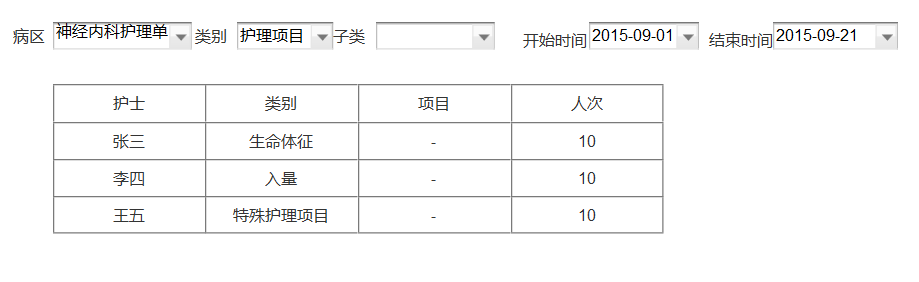 病区 神经内科护理单 类别 护理项目 子类 开始时间 2015-09-01 结束时间 2015-09-21
护士 类别 项目 人次
张三 生命体征 - 10
李四 入量 - 10
王五 特殊护理项目 - 10